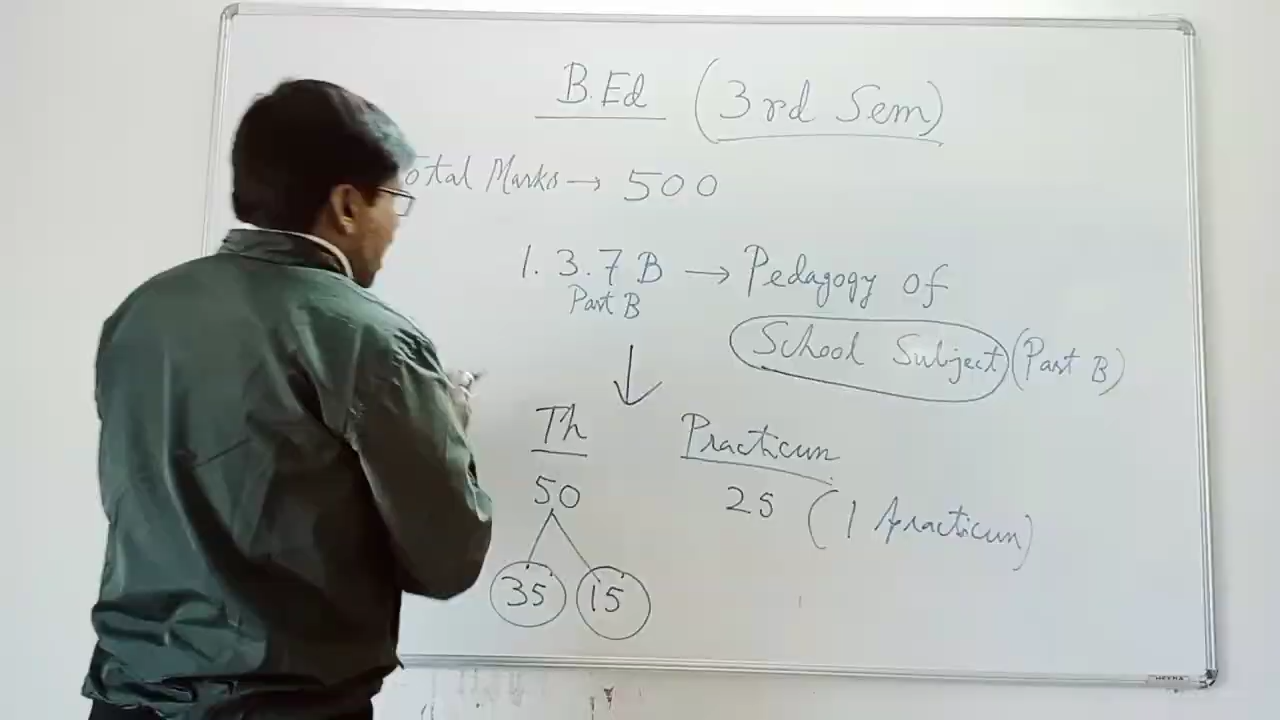 B.Ed (3rd Sem)
otal Marks → 500
1. 3.7 B → Pedagogy of
Part B
School Subject (Part B)
Th Practicum
50 25 (1 Practicum)
35 15